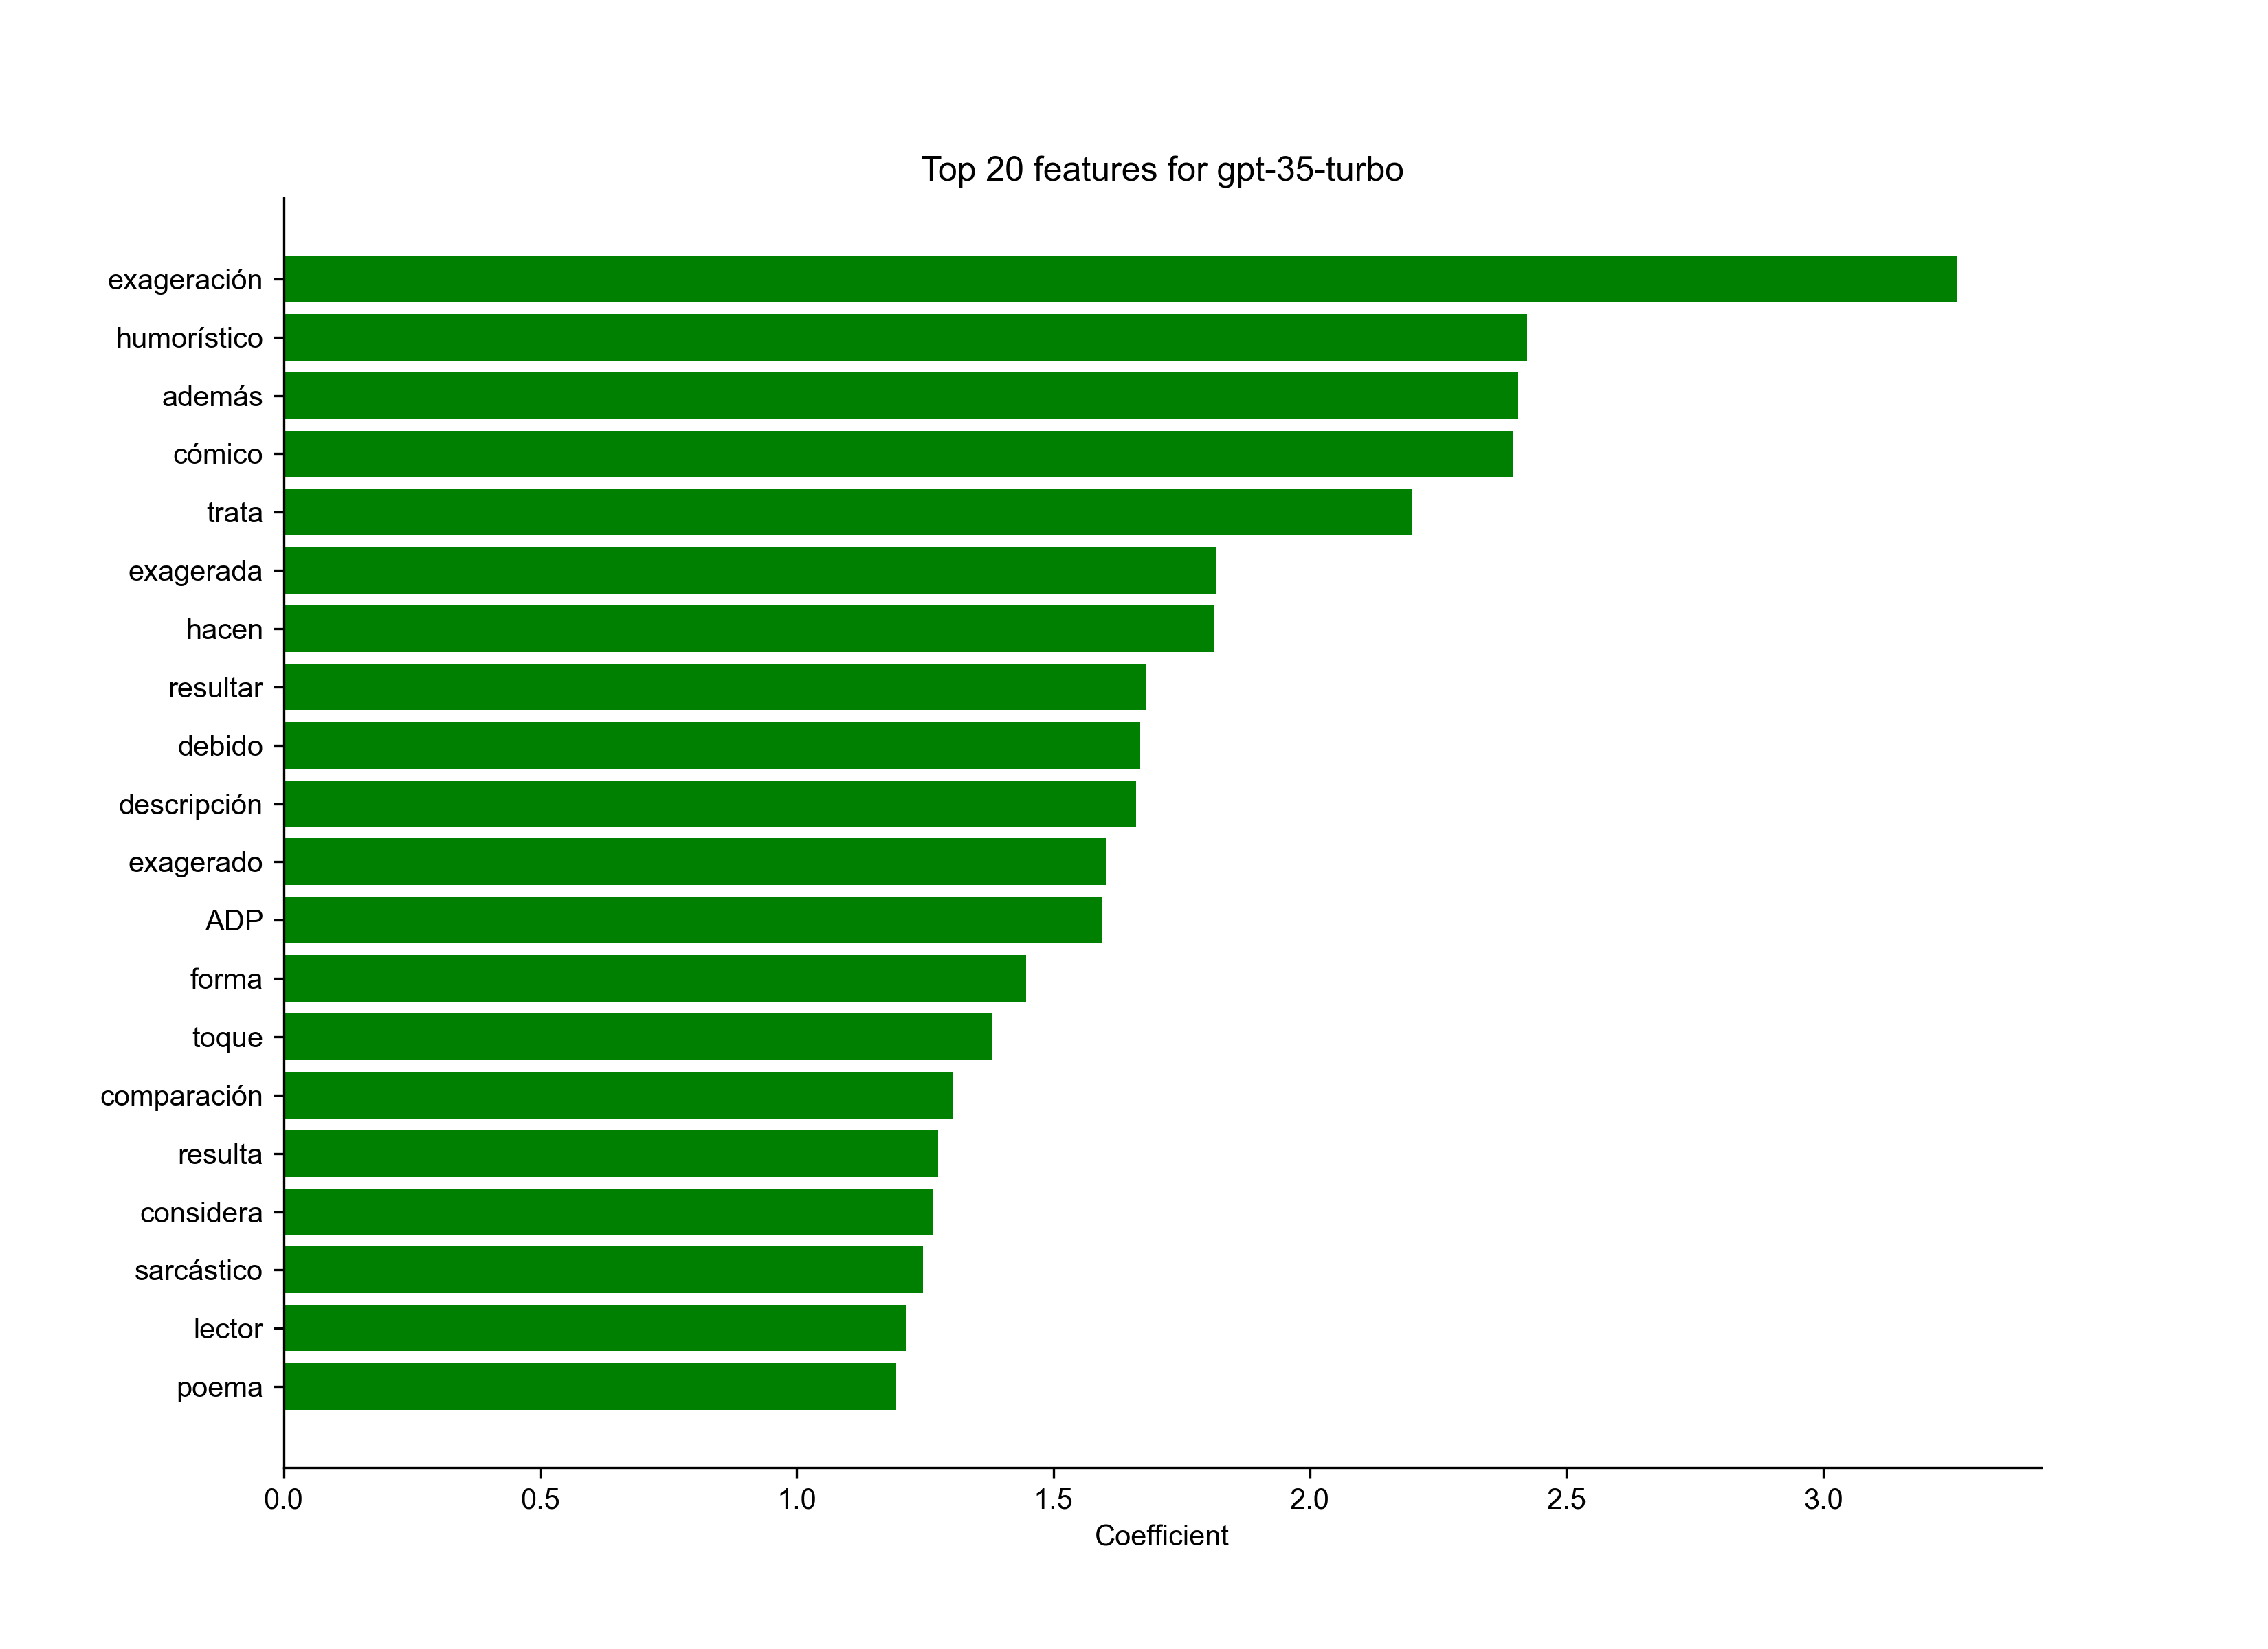 Top 20 features for gpt-35-turbo
exageración
humorístico
además
cómico
trata
exagerada
hacen
resultar
debido
descripción
exagerado
ADP
forma
toque
comparación
resulta
considera
sarcástico
lector
poema
0.0 0.5 1.0 1.5 2.0 2.5 3.0
Coefficient